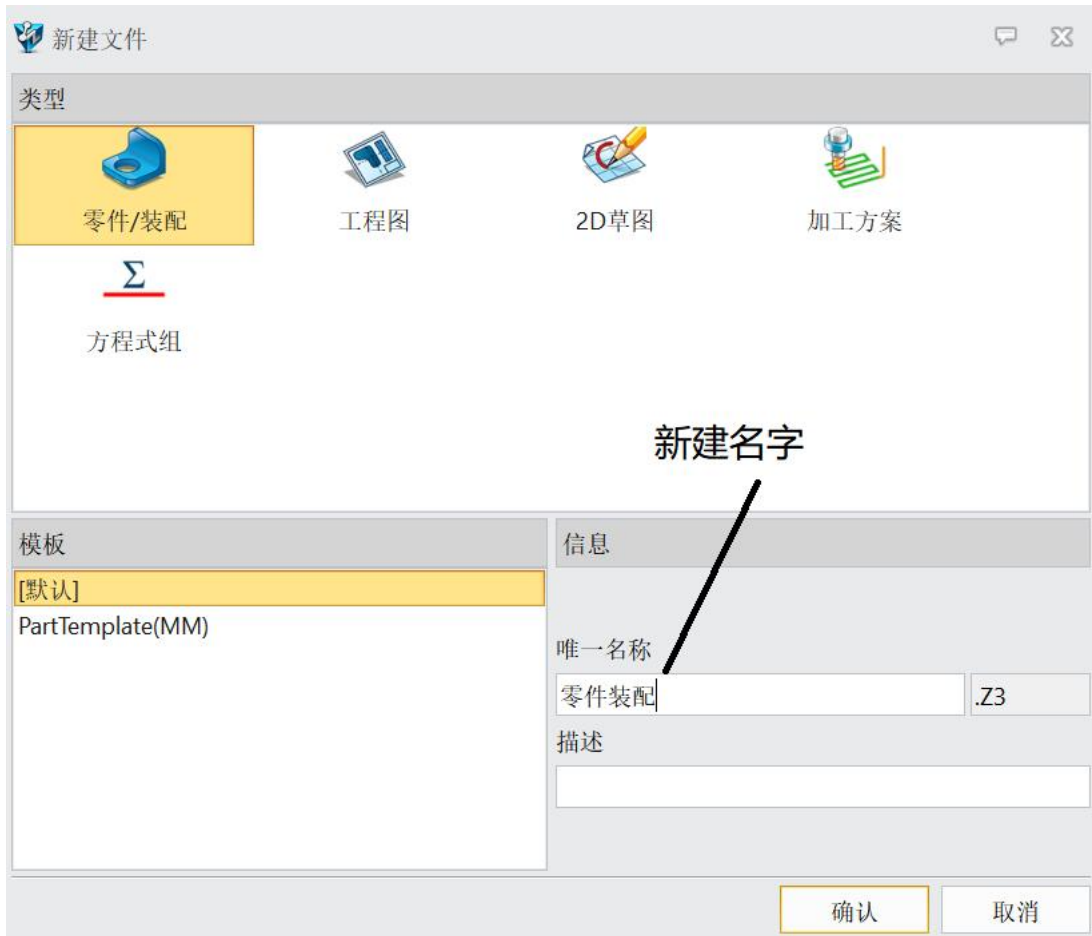 新建文件
类型
零件/装配 工程图 2D草图 加工方案
Σ
方程式组
新建名字
模板
[默认]
PartTemplate(MM)
信息
唯一名称
零件装配 .Z3
描述
确认 取消